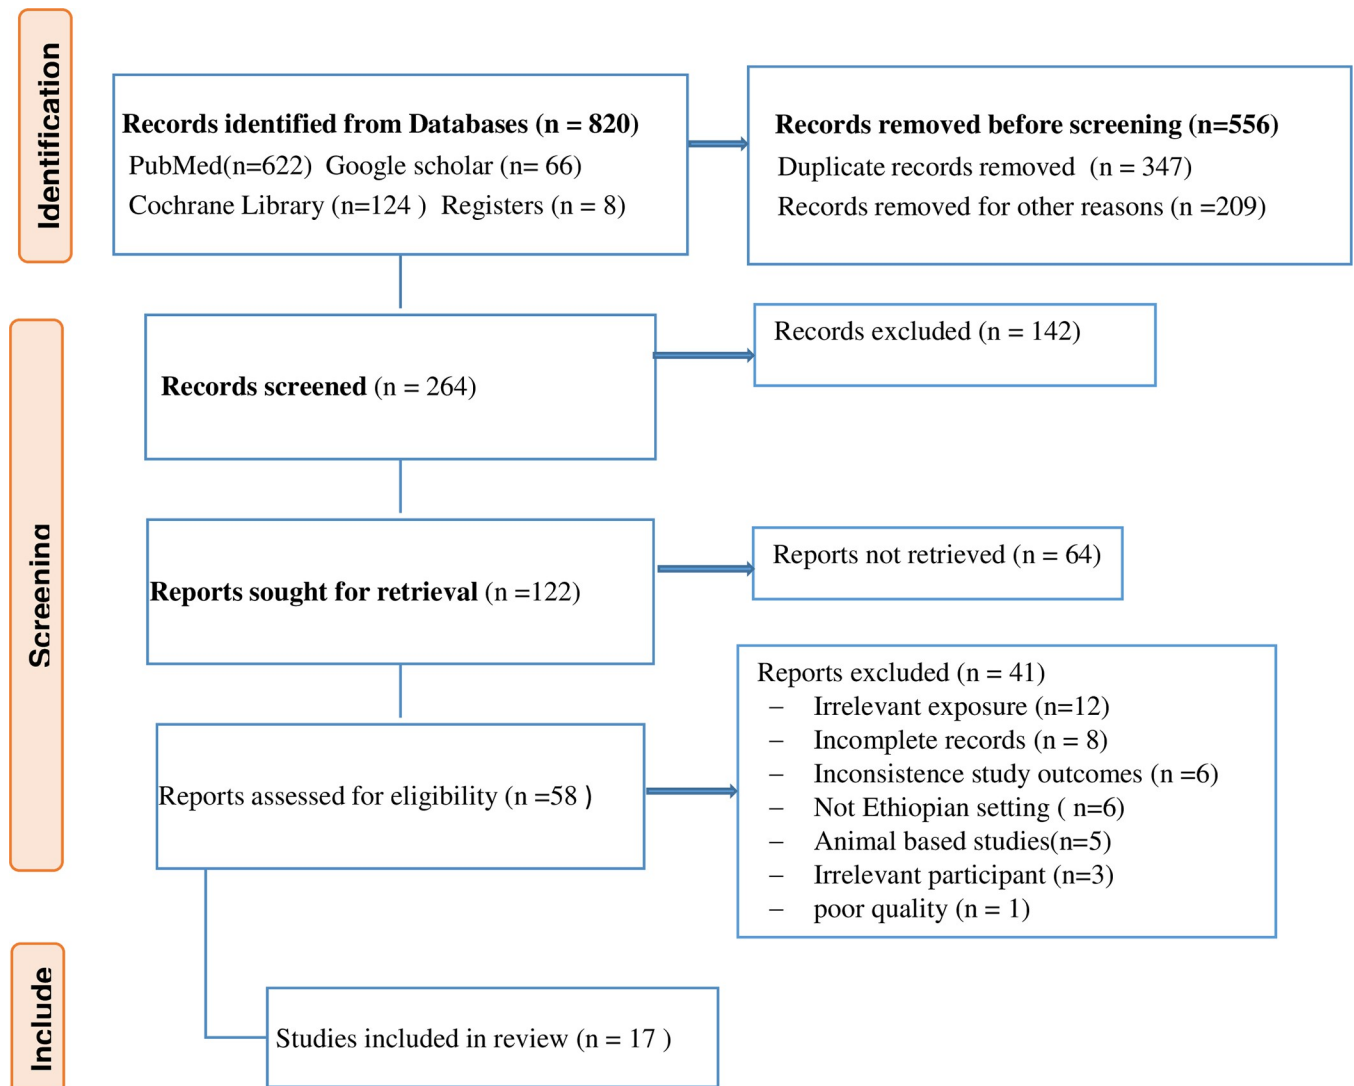 Identification
Records identified from Databases (n = 820)
PubMed(n=622)  Google scholar (n= 66)
Cochrane Library (n=124 )  Registers (n = 8)
Records removed before screening (n=556)
Duplicate records removed  (n = 347)
Records removed for other reasons (n =209)
Screening
Records screened (n = 264)
Records excluded (n = 142)
Reports sought for retrieval (n =122)
Reports not retrieved (n = 64)
Reports assessed for eligibility (n =58 )
Reports excluded (n = 41)
– Irrelevant exposure (n=12)
– Incomplete records (n = 8)
– Inconsistence study outcomes (n =6)
– Not Ethiopian setting ( n=6)
– Animal based studies(n=5)
– Irrelevant participant (n=3)
– poor quality (n = 1)
Include
Studies included in review (n = 17 )